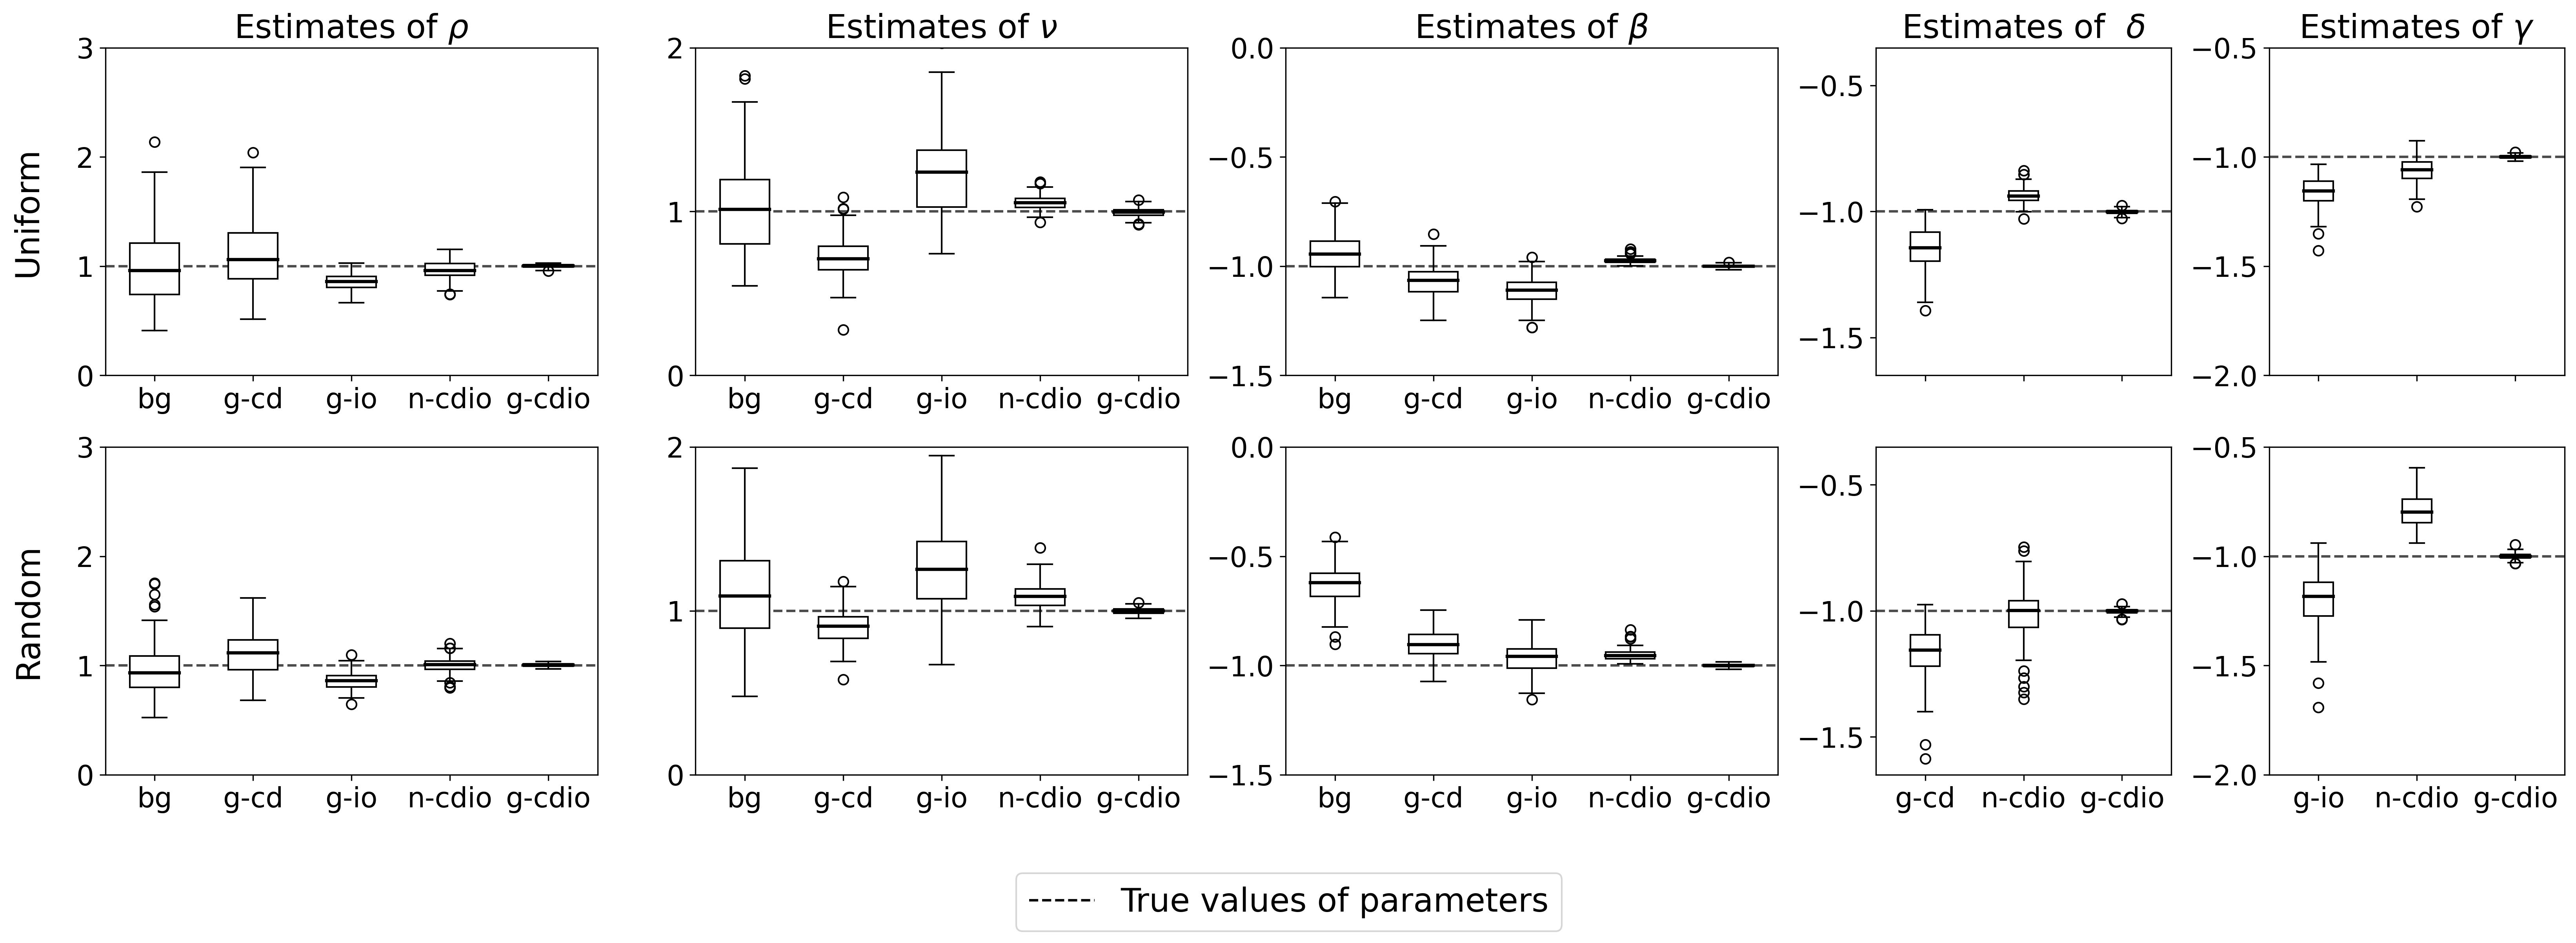 Estimates of ρ
Estimates of ν
Estimates of β
Estimates of δ
Estimates of γ
Uniform
3
2
1
0
bg g-cd g-io n-cdio g-cdio
2
1
0
bg g-cd g-io n-cdio g-cdio
0.0
−0.5
−1.0
−1.5
bg g-cd g-io n-cdio g-cdio
−0.5
−1.0
−1.5
−0.5
−1.0
−1.5
−2.0
Random
3
2
1
0
bg g-cd g-io n-cdio g-cdio
2
1
0
bg g-cd g-io n-cdio g-cdio
0.0
−0.5
−1.0
−1.5
bg g-cd g-io n-cdio g-cdio
−0.5
−1.0
−1.5
g-cd n-cdio g-cdio
−0.5
−1.0
−1.5
−2.0
g-io n-cdio g-cdio
True values of parameters